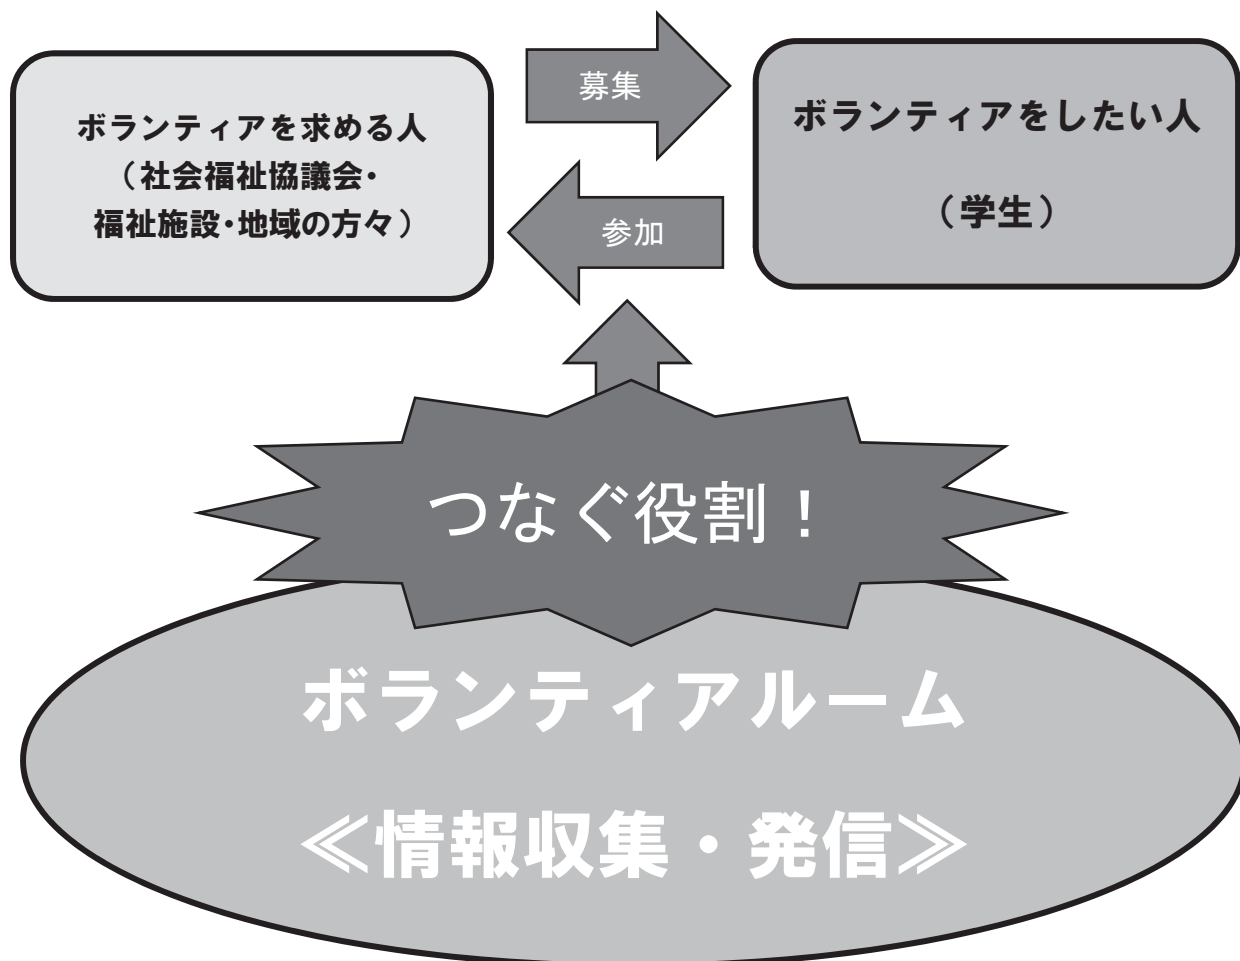 ボランティアを求める人
（社会福祉協議会・
福祉施設・地域の方々）
募集
参加
ボランティアをしたい人
（学生）
つなぐ役割！
ボランティアルーム
≪情報収集・発信≫